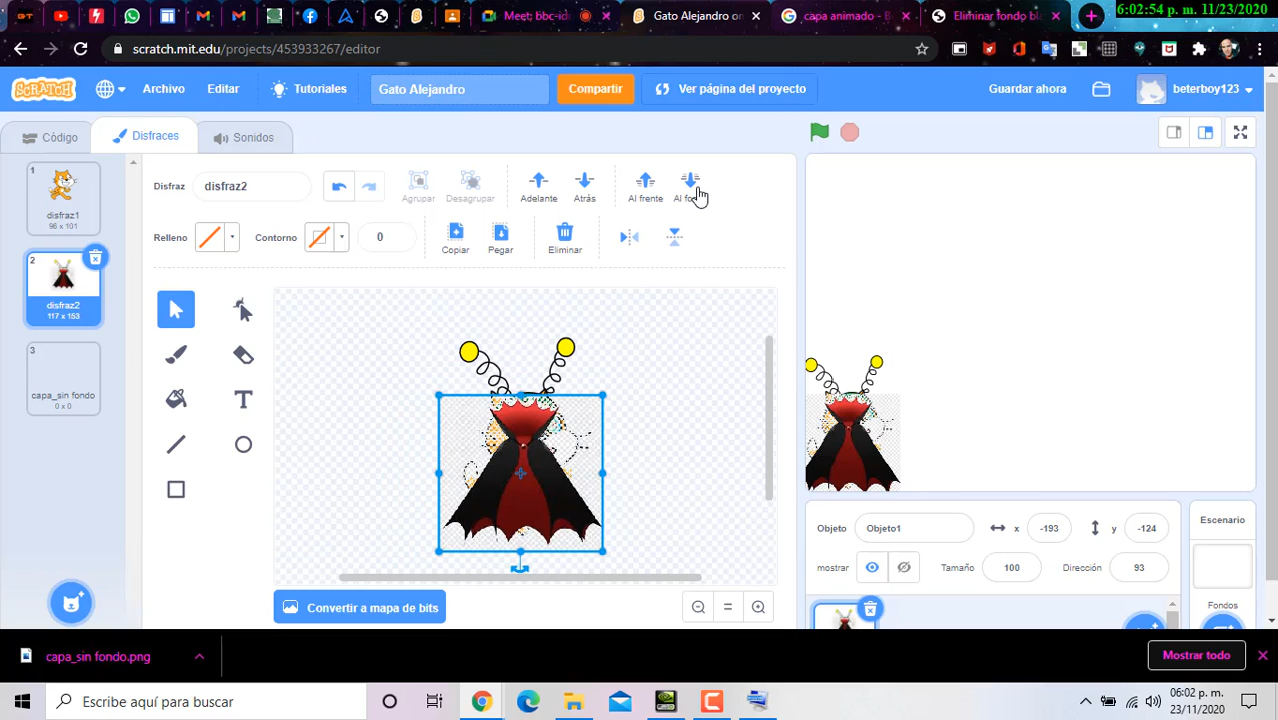 6:02:54 p. m. 11/23/2020
Meet; bbc-id
Gato Alejandro on
capa animado - B
Eliminar fondo bl
scratch.mit.edu/projects/453933267/editor
SCRATCH
Archivo
Editar
Tutoriales
Gato Alejandro
Compartir
Ver página del proyecto
Guardar ahora
beterboy123
Código
Disfraces
Sonidos
1
disfraz1
96 x 101
2
disfraz2
117 x 153
3
capa_sin fondo
0 x 0
Disfraz
disfraz2
Agrupar
Desagrupar
Adelante
Atrás
Al frente
Relleno
Contorno
0
Copiar
Pegar
Eliminar
Convertir a mapa de bits
Objeto
Objeto1
x
-193
y
-124
mostrar
Tamaño
100
Dirección
93
Escenario
Fondos
capa_sin fondo.png
Mostrar todo
Escribe aquí para buscar
06:02 p. m.
23/11/2020